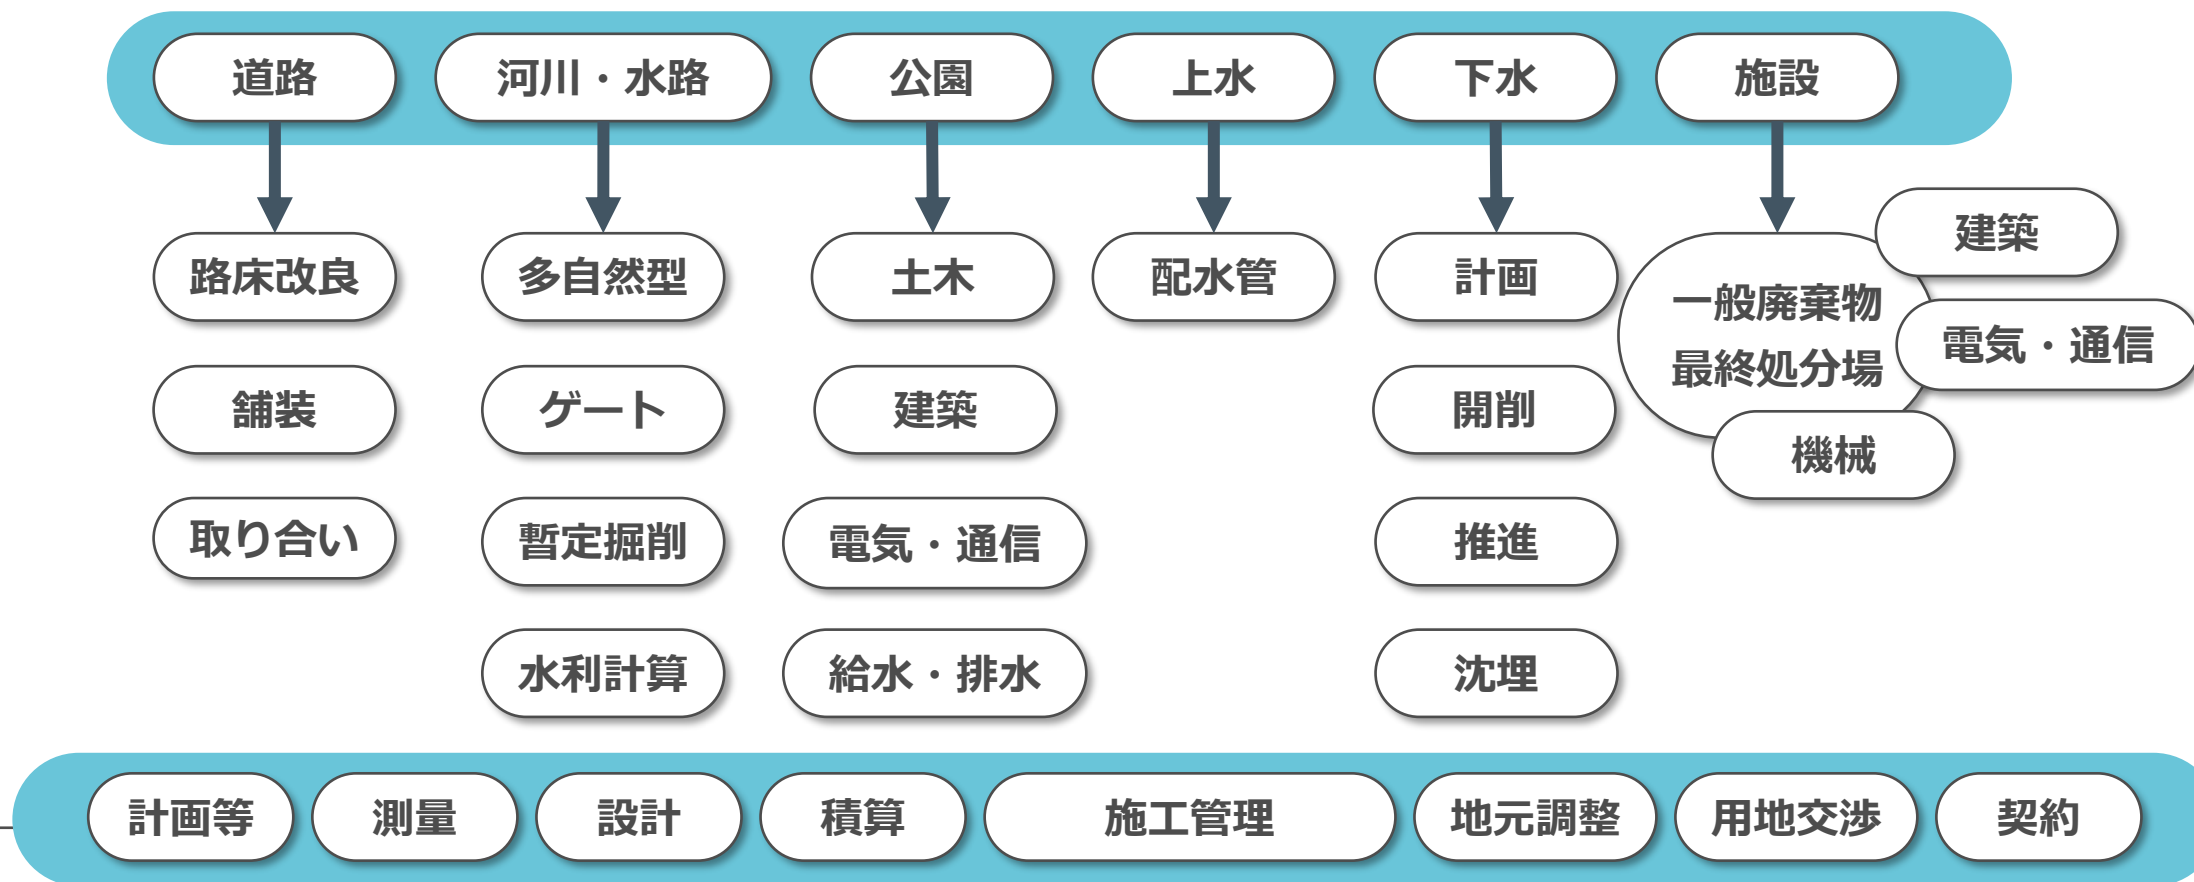 道路
河川・水路
公園
上水
下水
施設
路床改良
舗装
取り合い
多自然型
ゲート
暫定掘削
水利計算
土木
建築
電気・通信
給水・排水
配水管
計画
開削
推進
沈埋
一般廃棄物
最終処分場
建築
電気・通信
機械
計画等
測量
設計
積算
施工管理
地元調整
用地交渉
契約